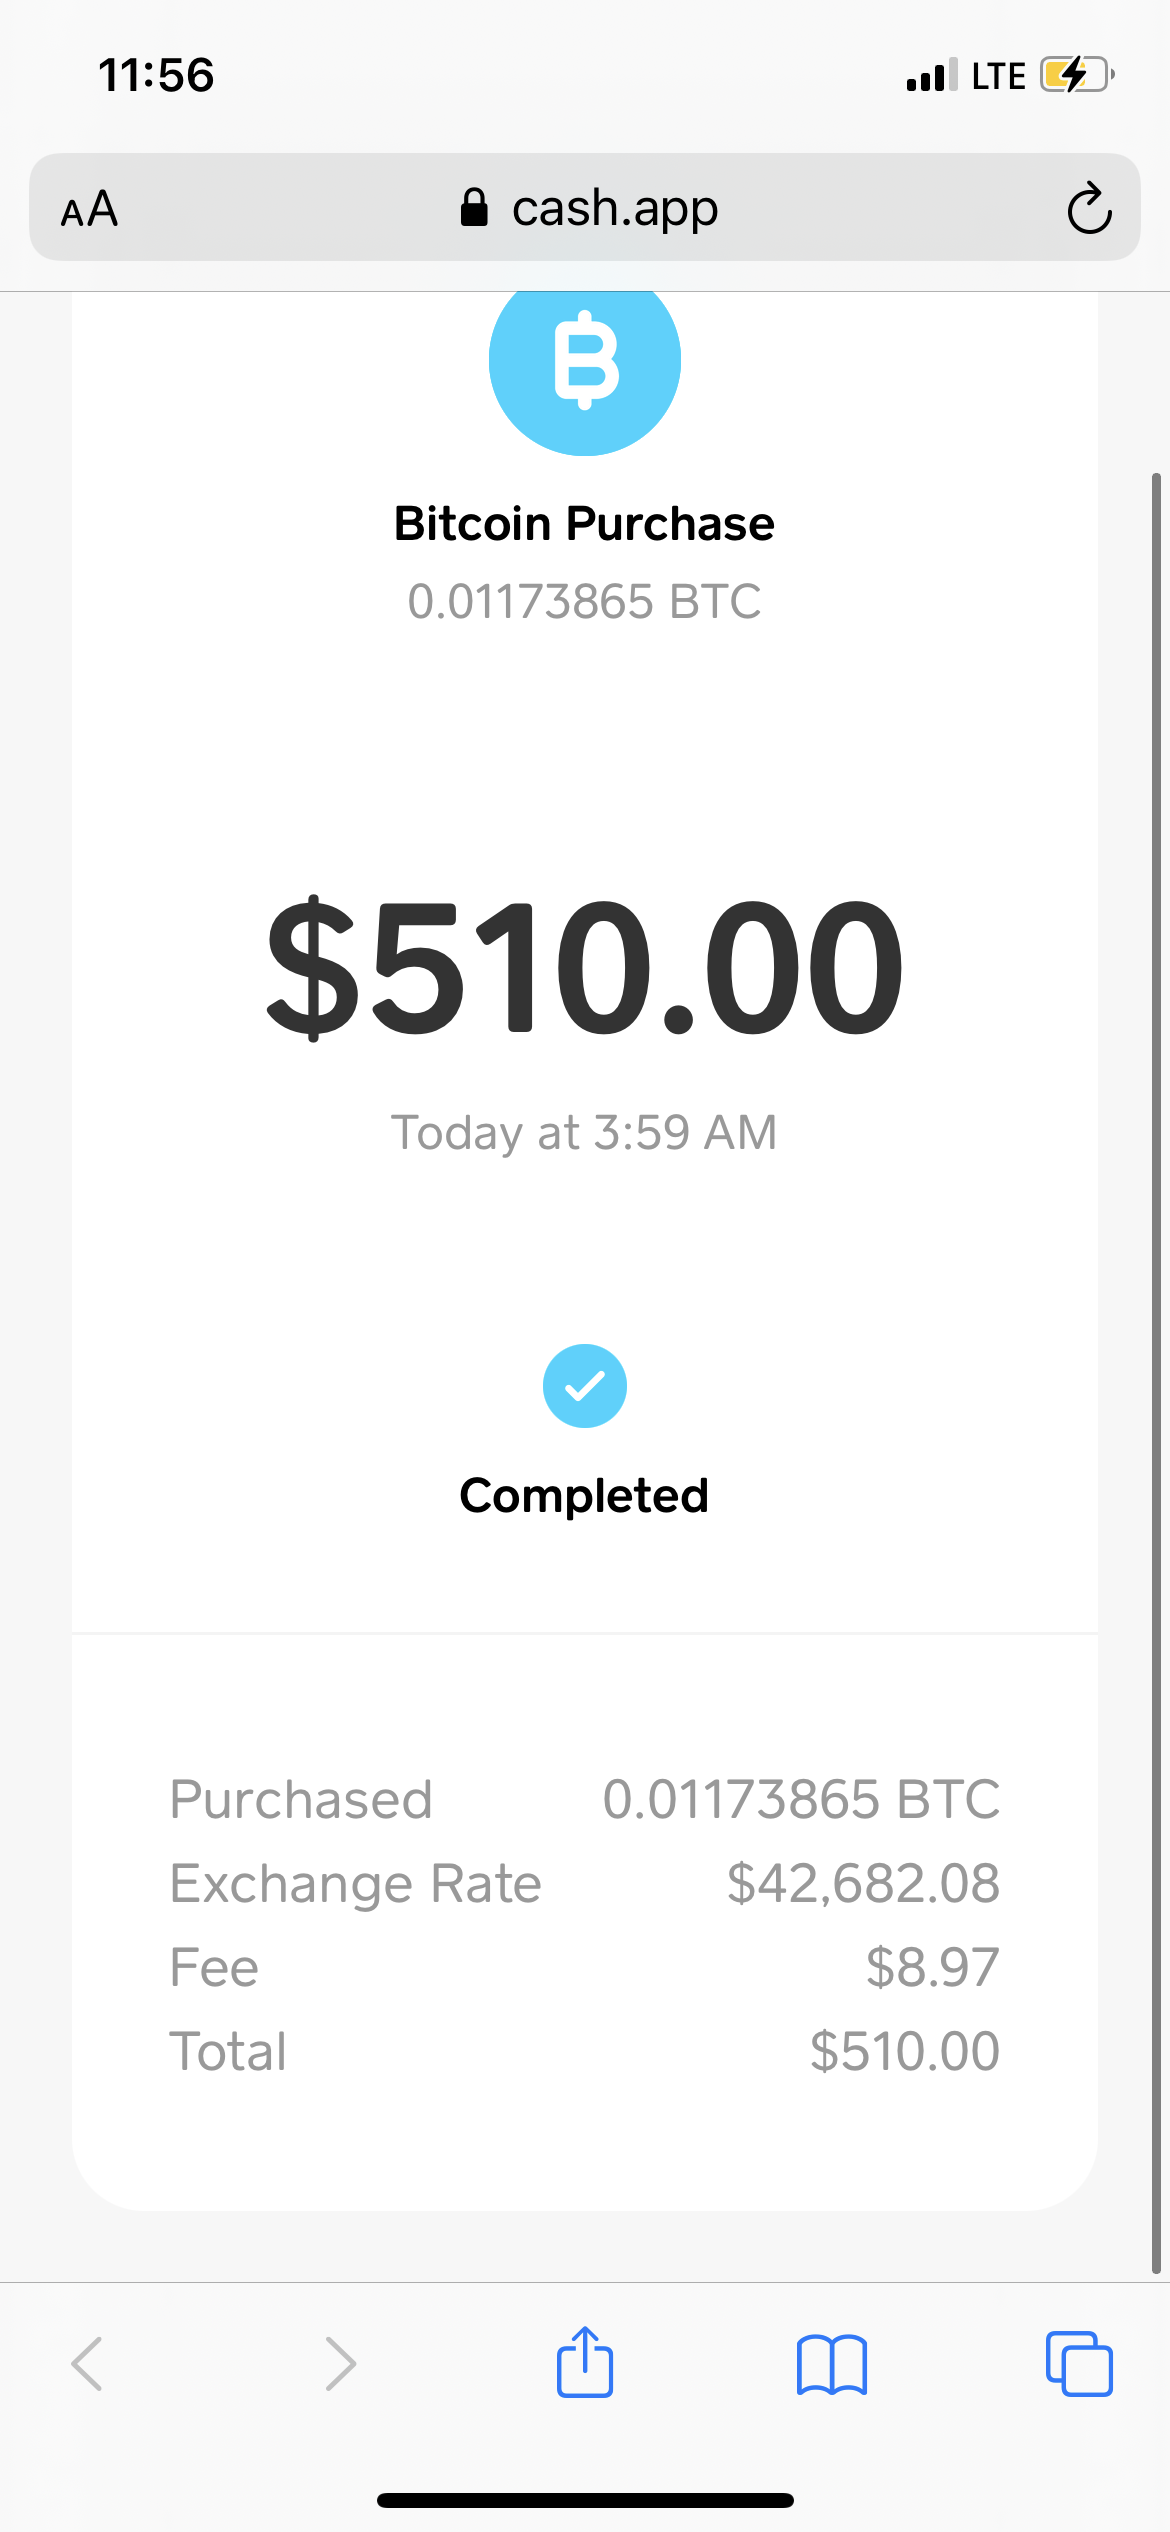 11:56 LTE
AA cash.app
Bitcoin Purchase
0.01173865 BTC
$510.00
Today at 3:59 AM
Completed
Purchased 0.01173865 BTC
Exchange Rate $42,682.08
Fee $8.97
Total $510.00